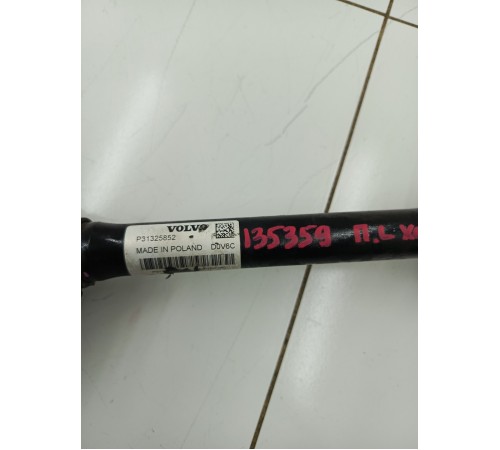 VOLVO
P31325852
MADE IN POLAND D0V6C
135359 П.L